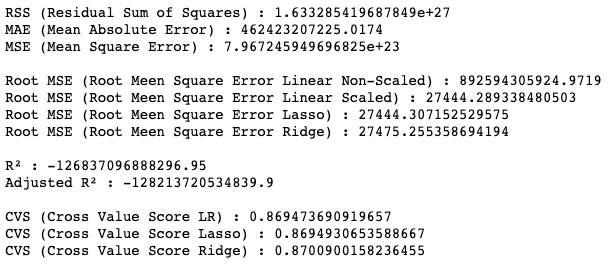 RSS (Residual Sum of Squares) : 1.633285419687849e+27
MAE (Mean Absolute Error) : 462423207225.0174
MSE (Mean Square Error) : 7.967245949696825e+23
Root MSE (Root Meen Square Error Linear Non-Scaled) : 892594305924.9719
Root MSE (Root Meen Square Error Linear Scaled) : 27444.289338480503
Root MSE (Root Meen Square Error Lasso) : 27444.307152529575
Root MSE (Root Meen Square Error Ridge) : 27475.255358694194
R² : -126837096888296.95
Adjusted R² : -128213720534839.9
CVS (Cross Value Score LR) : 0.869473690919657
CVS (Cross Value Score Lasso) : 0.8694930653588667
CVS (Cross Value Score Ridge) : 0.8700900158236455